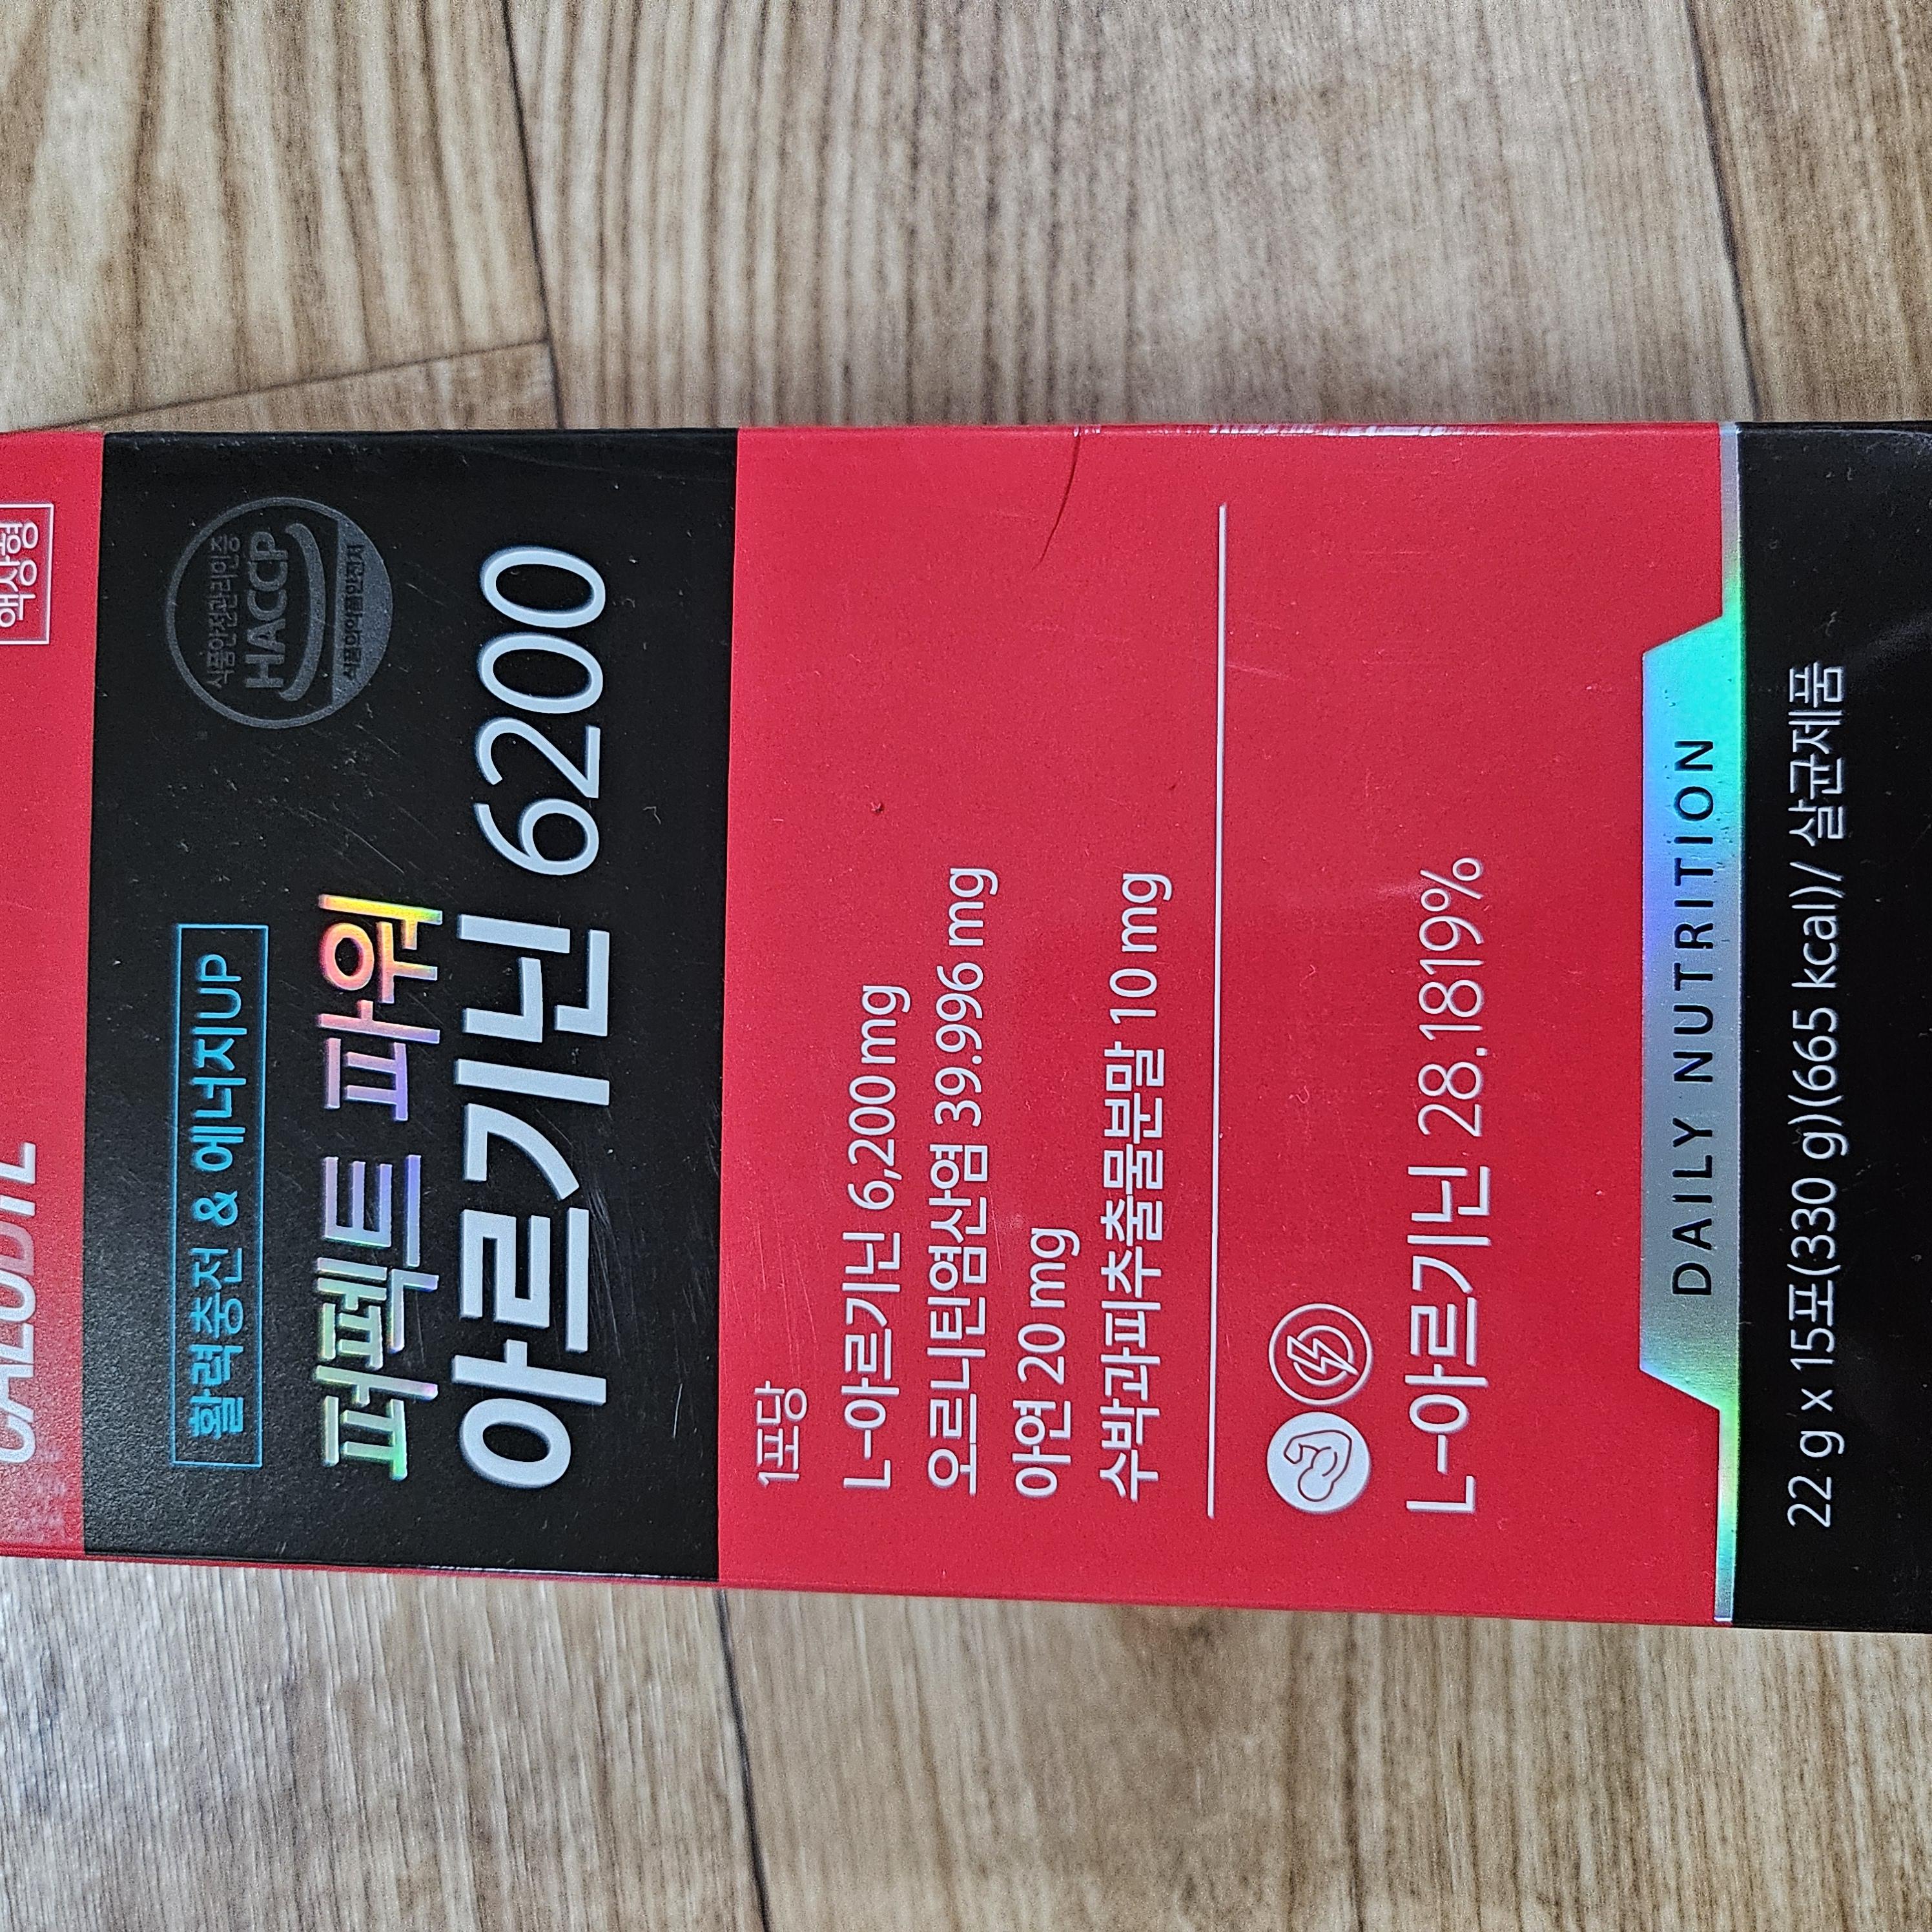 CALOBYE
액상형
식품안전관리인증
HACCP
식품의약품안전처
활력충전 & 에너지UP
퍼펙트 파워
아르기닌 6200
1포당
L-아르기닌 6,200 mg
오르니틴염산염 39.996 mg
아연 20 mg
수박과피추출물분말 10 mg
L-아르기닌 28.1819%
DAILY NUTRITION
22 g x 15포(330 g)(665 kcal)/ 살균제품